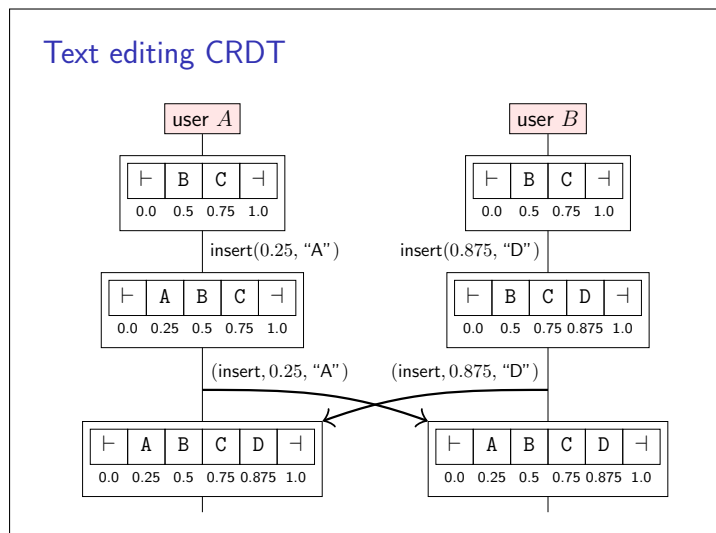 Text editing CRDT
user A user B
⊢ B C ⊣ ⊢ B C ⊣
0.0 0.5 0.75 1.0 0.0 0.5 0.75 1.0
insert(0.25, “A”) insert(0.875, “D”)
⊢ A B C ⊣ ⊢ B C D ⊣
0.0 0.25 0.5 0.75 1.0 0.0 0.5 0.75 0.875 1.0
(insert, 0.25, “A”) (insert, 0.875, “D”)
⊢ A B C D ⊣ ⊢ A B C D ⊣
0.0 0.25 0.5 0.75 0.875 1.0 0.0 0.25 0.5 0.75 0.875 1.0